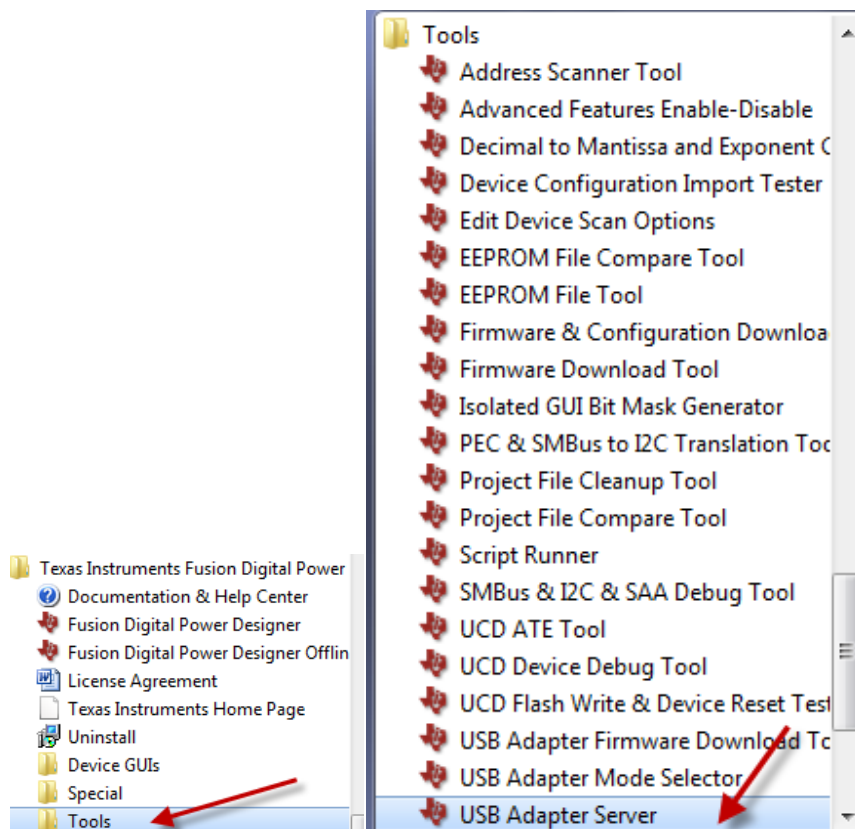 Texas Instruments Fusion Digital Power
Documentation & Help Center
Fusion Digital Power Designer
Fusion Digital Power Designer Offlin
License Agreement
Texas Instruments Home Page
Uninstall
Device GUIs
Special
Tools
Tools
Address Scanner Tool
Advanced Features Enable-Disable
Decimal to Mantissa and Exponent C
Device Configuration Import Tester
Edit Device Scan Options
EEPROM File Compare Tool
EEPROM File Tool
Firmware & Configuration Downloa
Firmware Download Tool
Isolated GUI Bit Mask Generator
PEC & SMBus to I2C Translation Too
Project File Cleanup Tool
Project File Compare Tool
Script Runner
SMBus & I2C & SAA Debug Tool
UCD ATE Tool
UCD Device Debug Tool
UCD Flash Write & Device Reset Test
USB Adapter Firmware Download To
USB Adapter Mode Selector
USB Adapter Server